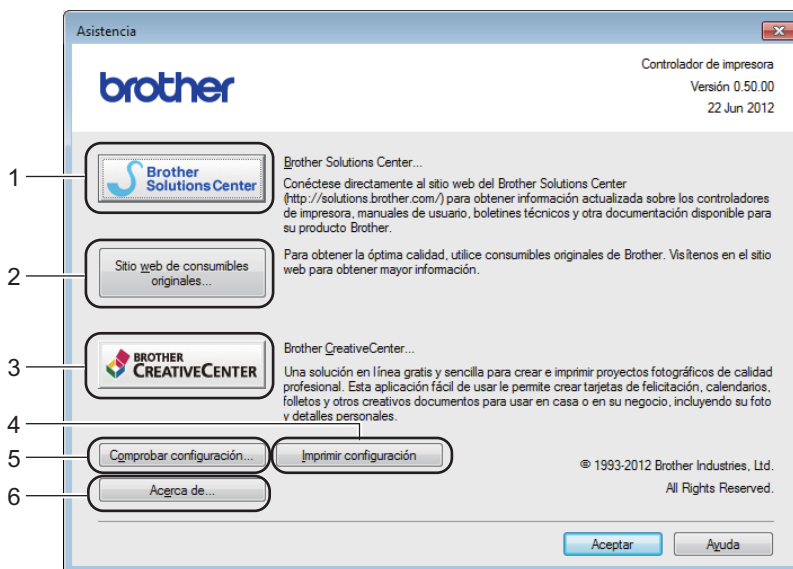 Asistencia
brother
Controlador de impresora
Versión 0.50.00
22 Jun 2012
1
Brother
Solutions Center
Brother Solutions Center...
Conéctese directamente al sitio web del Brother Solutions Center
(http://solutions.brother.com/) para obtener información actualizada sobre los controladores
de impresora, manuales de usuario, boletines técnicos y otra documentación disponible para
su producto Brother.
2
Sitio web de consumibles
originales...
Para obtener la óptima calidad, utilice consumibles originales de Brother. Visítenos en el sitio
web para obtener mayor información.
3
BROTHER
CREATIVECENTER
Brother CreativeCenter...
Una solución en línea gratis y sencilla para crear e imprimir proyectos fotográficos de calidad
profesional. Esta aplicación fácil de usar le permite crear tarjetas de felicitación, calendarios,
folletos y otros creativos documentos para usar en casa o en su negocio, incluyendo su foto
y detalles personales.
4
5
Comprobar configuración...
Imprimir configuración
6
Acerca de...
© 1993-2012 Brother Industries, Ltd.
All Rights Reserved.
Aceptar
Ayuda